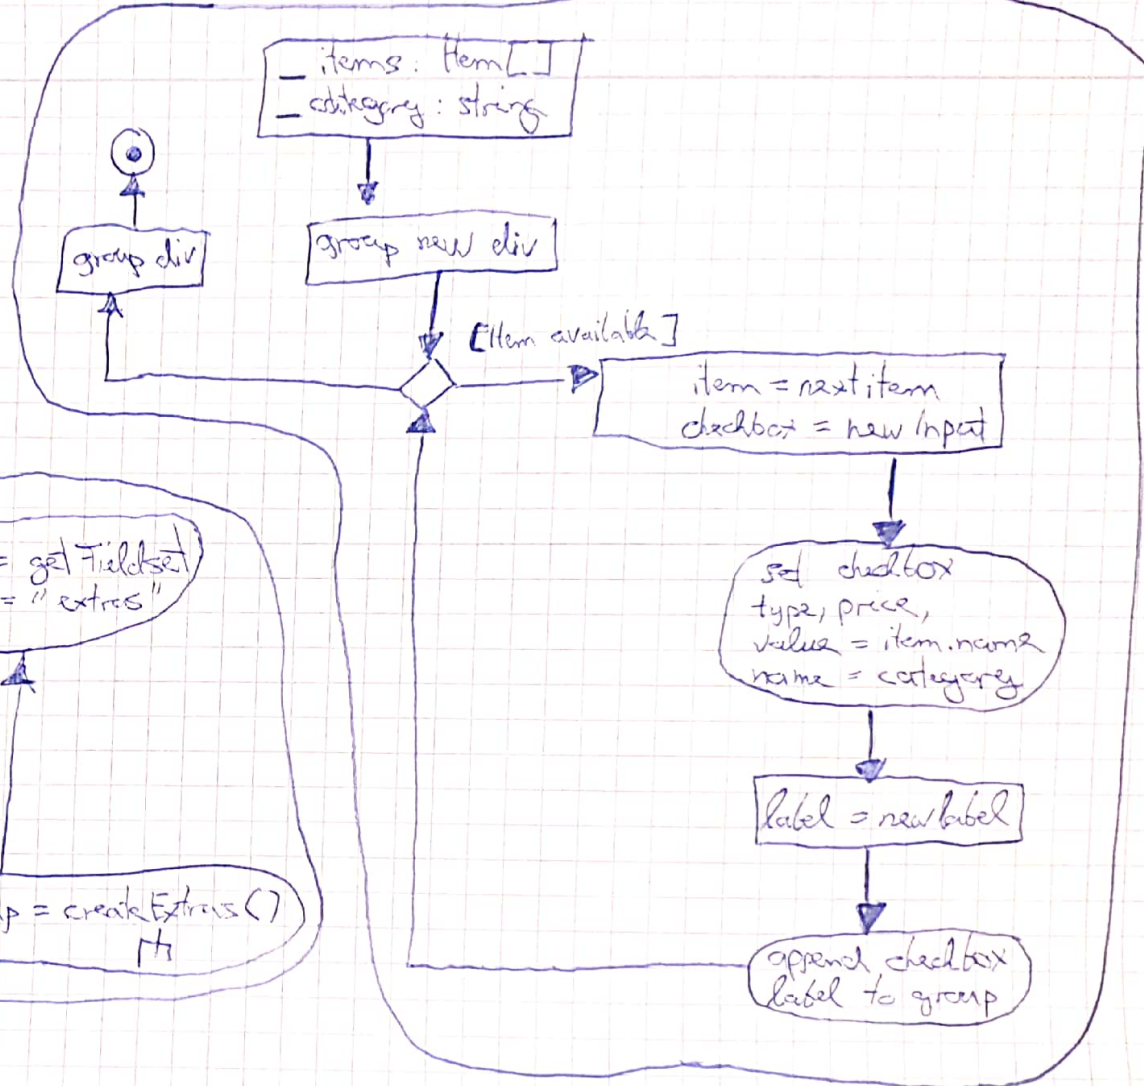 _ items: Item[]
_ category: string
group new div
group div
[Item available]
item = next item
checkbox = new Input
set checkbox
type, price,
value = item.name
name = category
label = new label
append checkbox
label to group
= getFieldset
= "extras"
p = createExtras()